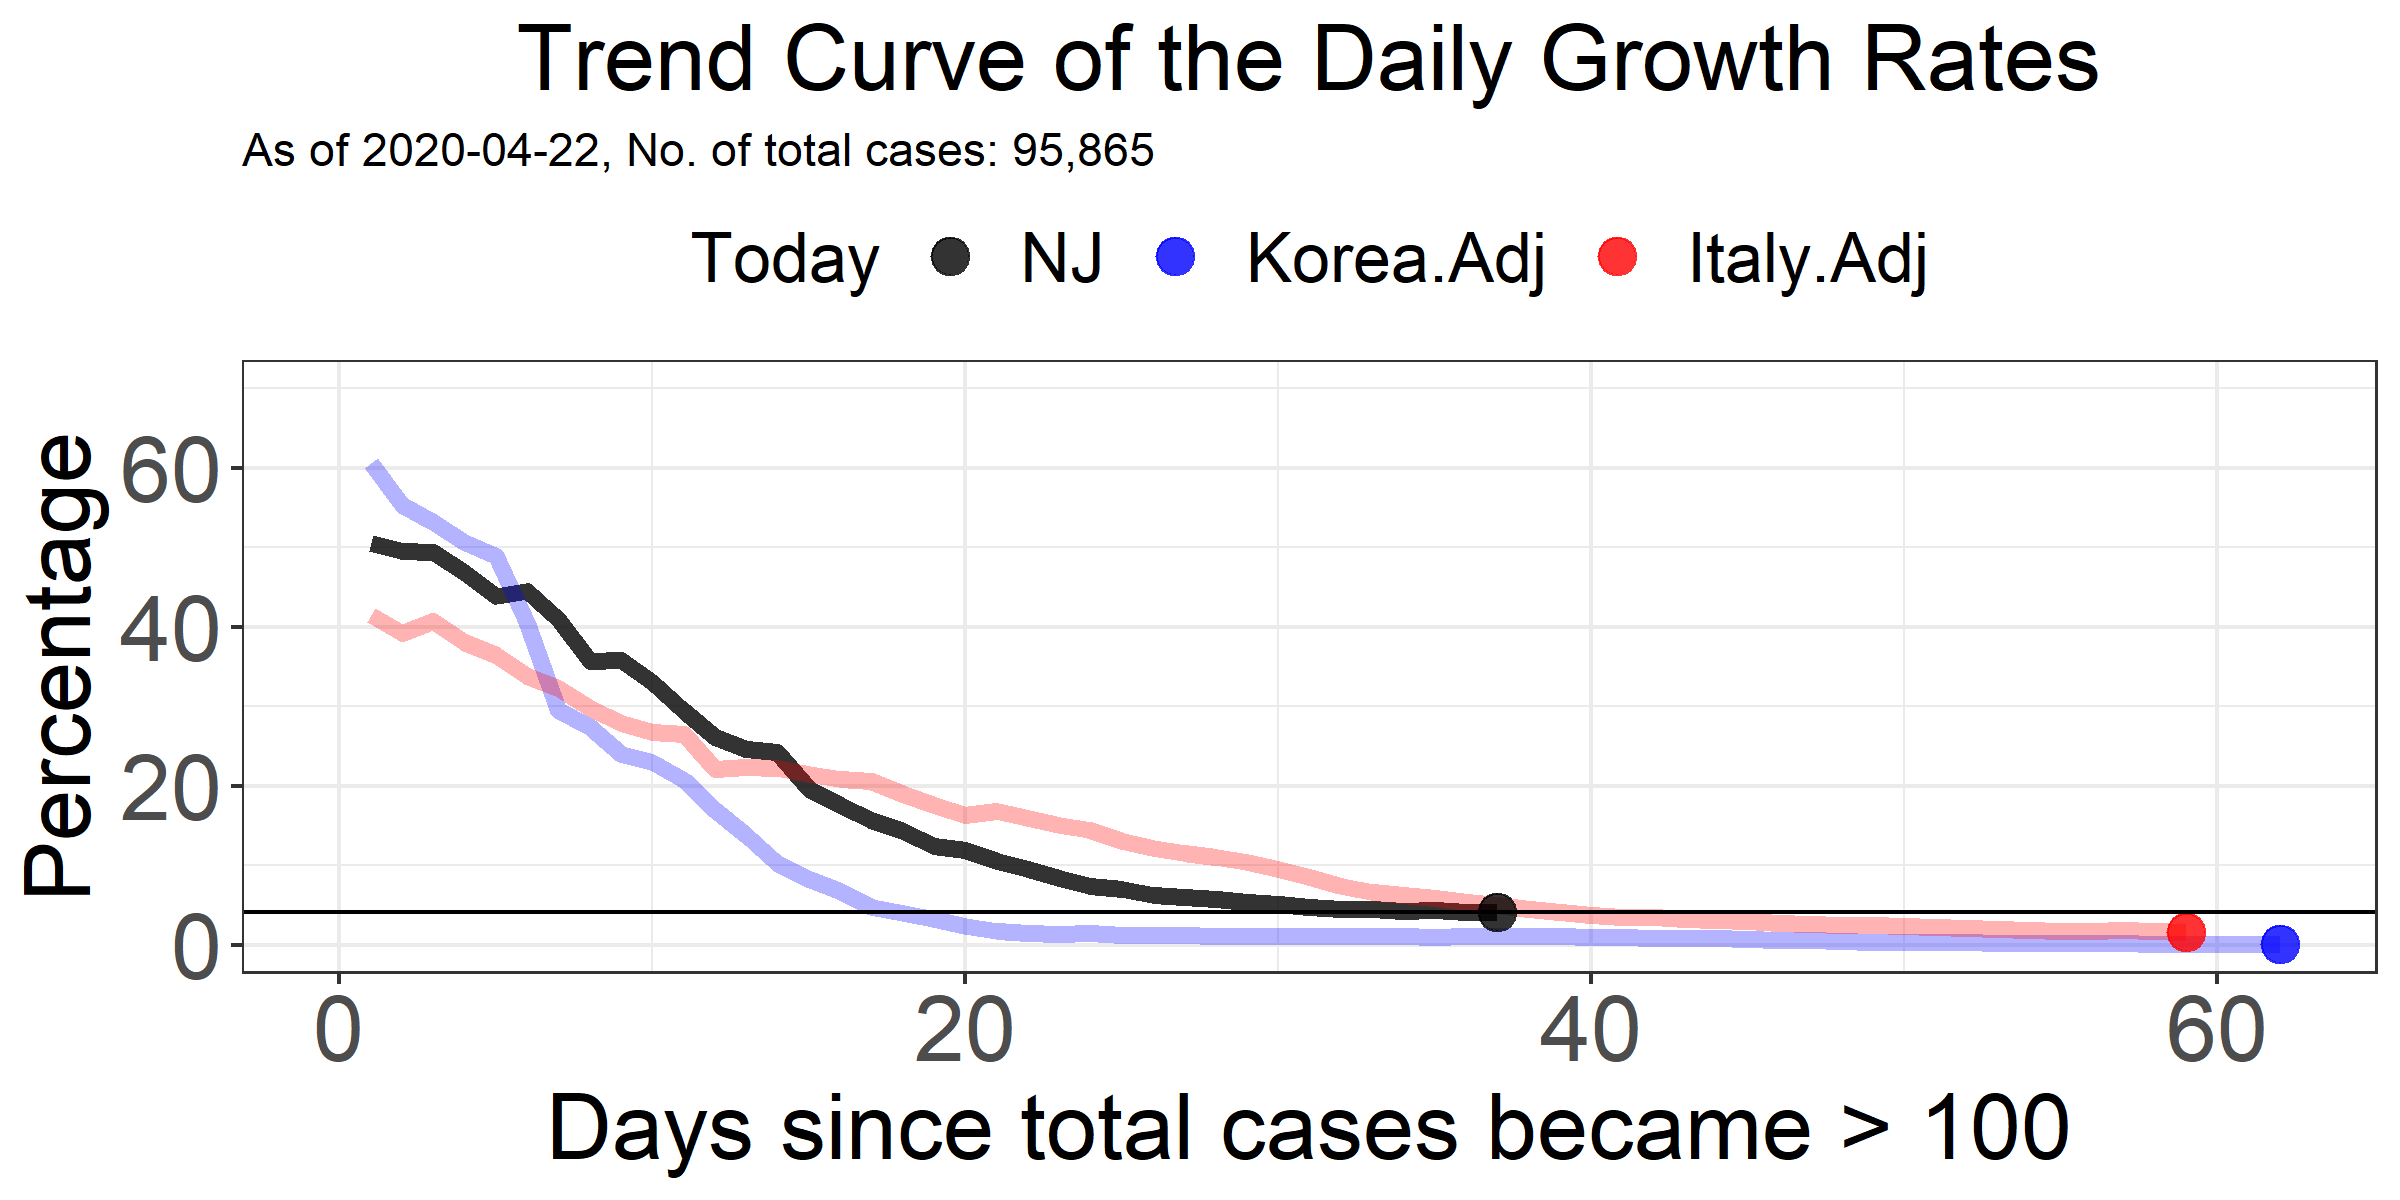 Trend Curve of the Daily Growth Rates
As of 2020-04-22, No. of total cases: 95,865
Today NJ Korea.Adj Italy.Adj
Percentage
60
40
20
0
0 20 40 60
Days since total cases became > 100